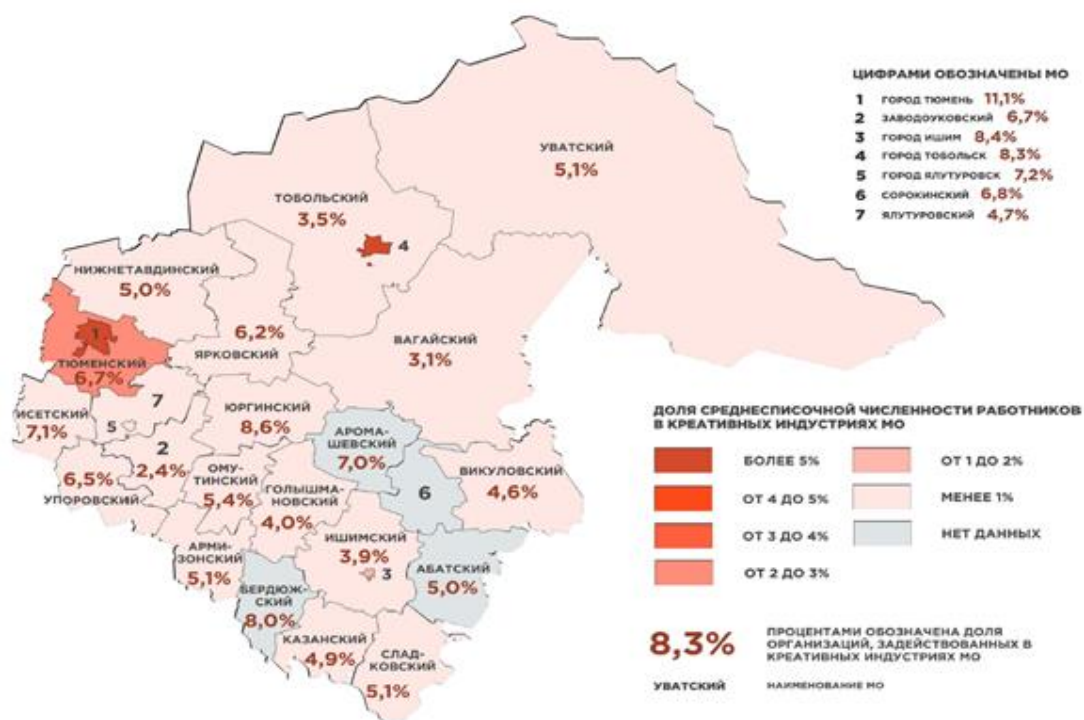 ЦИФРАМИ ОБОЗНАЧЕНЫ МО
1 ГОРОД ТЮМЕНЬ 11,1%
2 ЗАВОДОУКОВСКИЙ 6,7%
3 ГОРОД ИШИМ 8,4%
4 ГОРОД ТОБОЛЬСК 8,3%
5 ГОРОД ЯЛУТУРОВСК 7,2%
6 СОРОКИНСКИЙ 6,8%
7 ЯЛУТУРОВСКИЙ 4,7%
УВАТСКИЙ
5,1%
ТОБОЛЬСКИЙ
3,5%
4
НИЖНЕТАВДИНСКИЙ
5,0%
1
ТЮМЕНСКИЙ
6,7%
6,2%
ЯРКОВСКИЙ
ВАГАЙСКИЙ
3,1%
7
ИСЕТСКИЙ
7,1%
5
ЮРГИНСКИЙ
8,6%
АРОМА-
ШЕВСКИЙ
7,0%
2
2,4%
6,5%
УПОРОВСКИЙ
ОМУ-
ТИНСКИЙ
5,4%
ГОЛЫШМА-
НОВСКИЙ
4,0%
6
ВИКУЛОВСКИЙ
4,6%
ИШИМСКИЙ
3,9%
3
АРМИ-
ЗОНСКИЙ
5,1%
АБАТСКИЙ
5,0%
БЕРДЮЖ-
СКИЙ
8,0%
КАЗАНСКИЙ
4,9%
СЛАД-
КОВСКИЙ
5,1%
ДОЛЯ СРЕДНЕСПИСОЧНОЙ ЧИСЛЕННОСТИ РАБОТНИКОВ
В КРЕАТИВНЫХ ИНДУСТРИЯХ МО
БОЛЕЕ 5%
ОТ 4 ДО 5%
ОТ 3 ДО 4%
ОТ 2 ДО 3%
ОТ 1 ДО 2%
МЕНЕЕ 1%
НЕТ ДАННЫХ
8,3%
ПРОЦЕНТАМИ ОБОЗНАЧЕНА ДОЛЯ
ОРГАНИЗАЦИЙ, ЗАДЕЙСТВОВАННЫХ В
КРЕАТИВНЫХ ИНДУСТРИЯХ МО
УВАТСКИЙ НАИМЕНОВАНИЕ МО